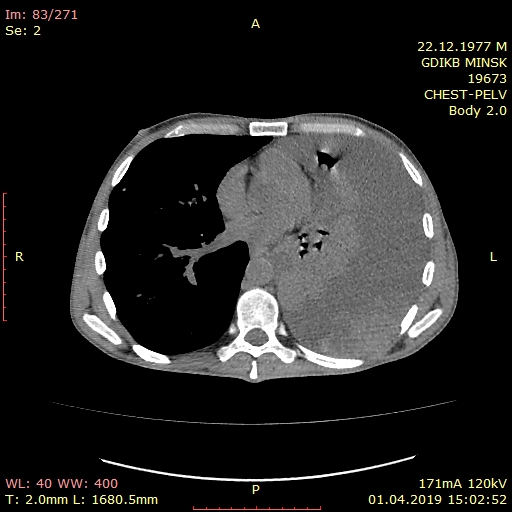 Im: 83/271
Se: 2
A
22.12.1977 M
GDIKB MINSK
19673
CHEST-PELV
Body 2.0
R
L
WL: 40 WW: 400
T: 2.0mm L: 1680.5mm
P
171mA 120kV
01.04.2019 15:02:52